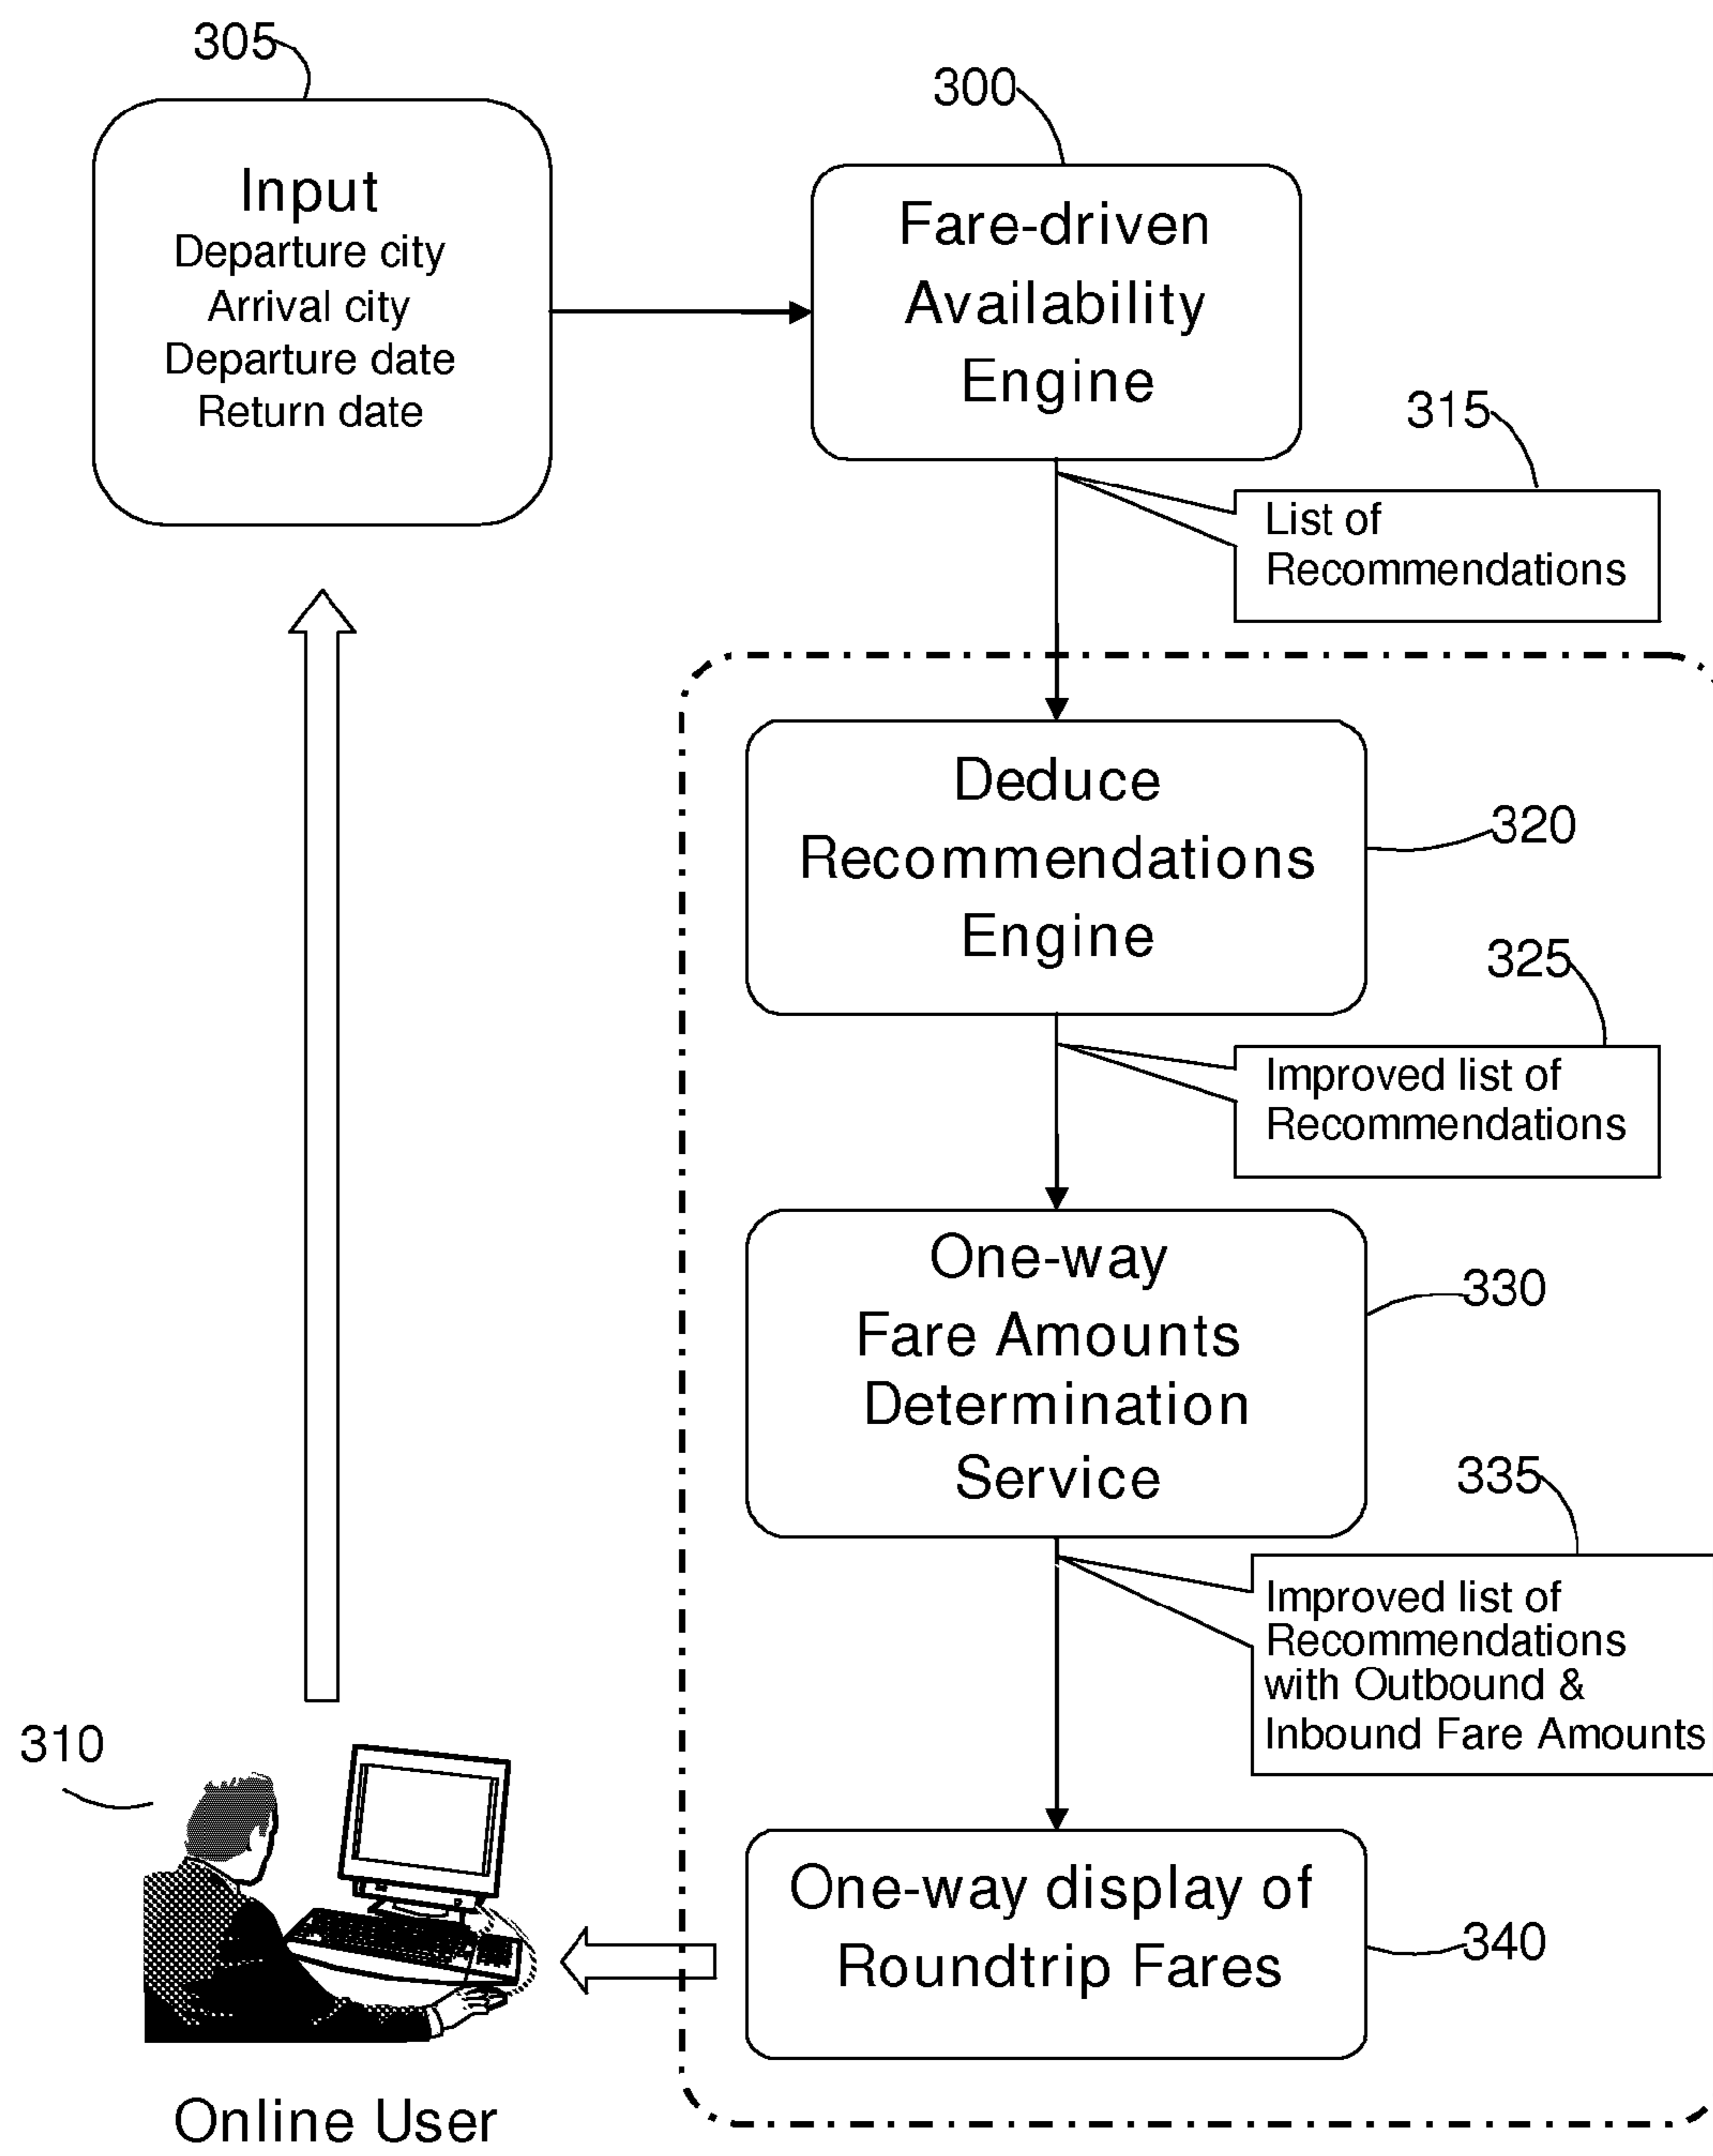 305
Input
Departure city
Arrival city
Departure date
Return date
300
Fare-driven
Availability
Engine
315
List of
Recommendations
Deduce
Recommendations
Engine
320
325
Improved list of
Recommendations
One-way
Fare Amounts
Determination
Service
330
335
Improved list of
Recommendations
with Outbound &
Inbound Fare Amounts
310
One-way display of
Roundtrip Fares
340
Online User